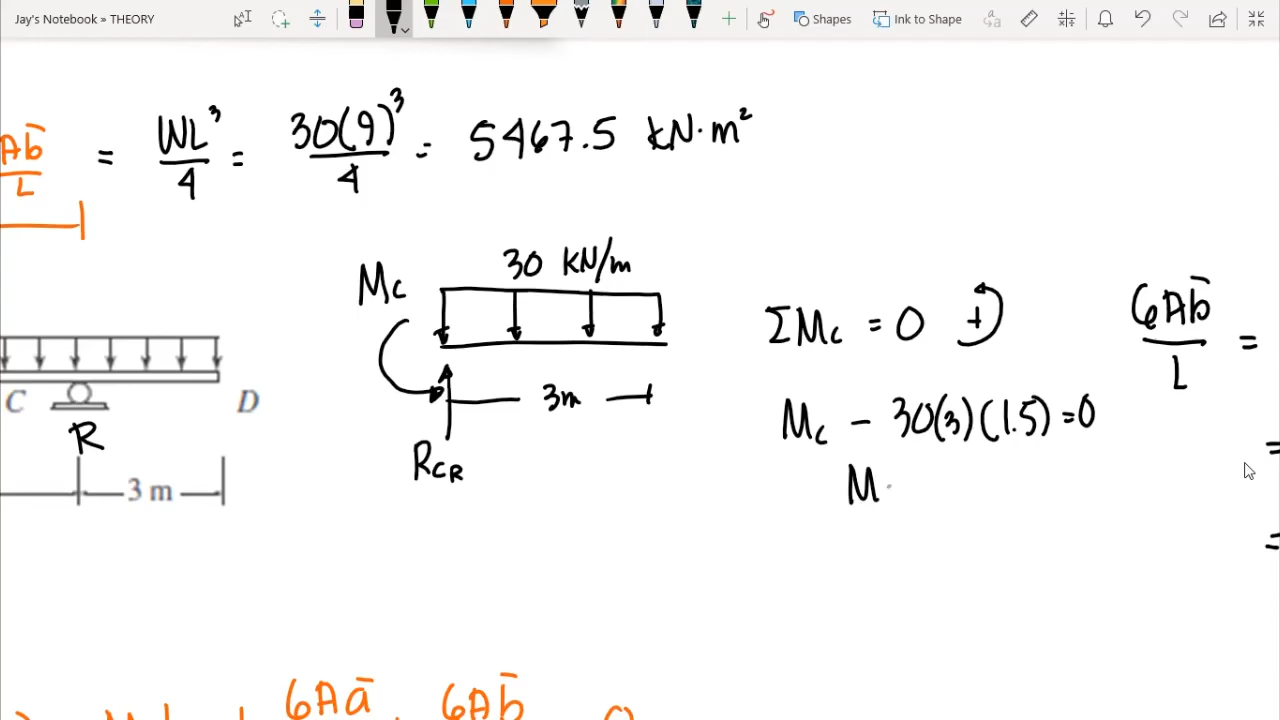 Jay's Notebook » THEORY
Shapes
Ink to Shape
Ab̄/L = WL³/4 = 30(9)³/4 = 5467.5 kN·m²
30 KN/m
Mc
ΣMc = 0 +
6Ab̄/L =
C
D
R
3m
Mc - 30(3)(1.5)=0
RCR
=
3 m
M
=
6Aā
6Ab̄